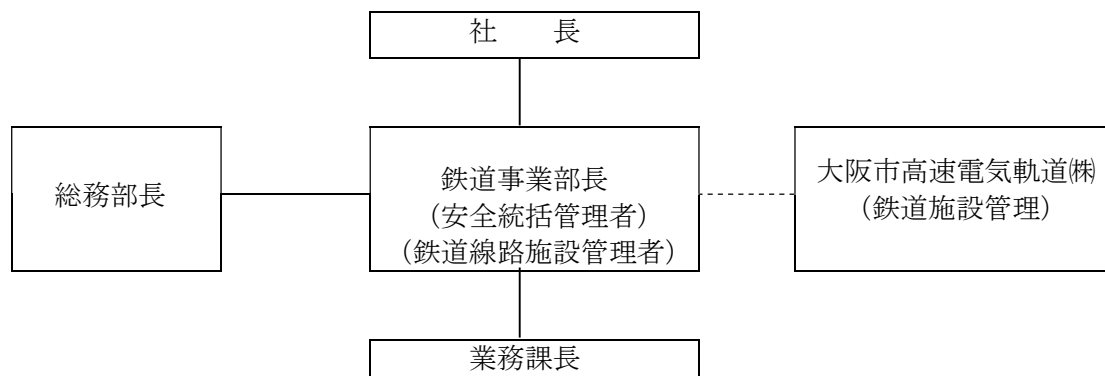 社　　長
総務部長
鉄道事業部長
(安全統括管理者)
(鉄道線路施設管理者)
大阪市高速電気軌道㈱
(鉄道施設管理)
業務課長